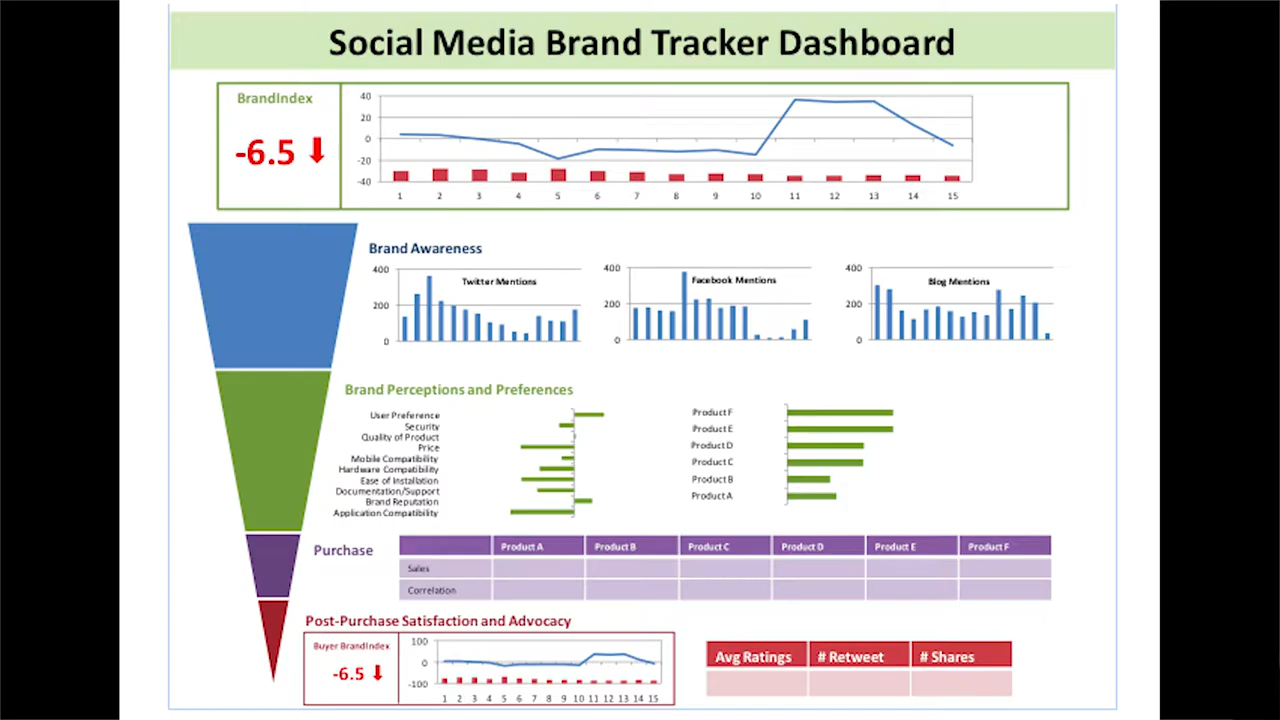 Social Media Brand Tracker Dashboard
BrandIndex
-6.5
40
20
0
-20
-40
1 2 3 4 5 6 7 8 9 10 11 12 13 14 15
Brand Awareness
Twitter Mentions
400
200
0
Facebook Mentions
400
200
0
Blog Mentions
400
200
0
Brand Perceptions and Preferences
User Preference
Security
Quality of Product
Price
Mobile Compatibility
Hardware Compatibility
Ease of Installation
Documentation/Support
Brand Reputation
Application Compatibility
Product F
Product E
Product D
Product C
Product B
Product A
Purchase
Product A Product B Product C Product D Product E Product F
Sales
Correlation
Post-Purchase Satisfaction and Advocacy
Buyer BrandIndex
-6.5
100
0
-100
1 2 3 4 5 6 7 8 9 10 11 12 13 14 15
Avg Ratings # Retweet # Shares